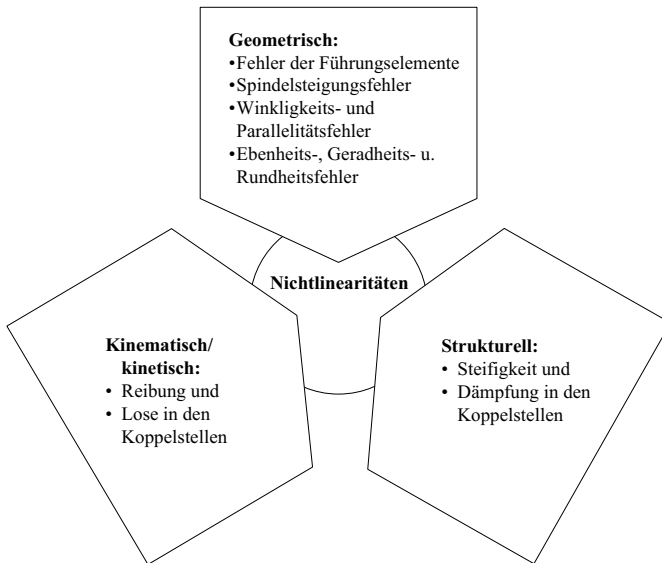 Geometrisch:
•Fehler der Führungselemente
•Spindelsteigungsfehler
•Winkligkeits- und
Parallelitätsfehler
•Ebenheits-, Geradheits- u.
Rundheitsfehler
Nichtlinearitäten
Kinematisch/
kinetisch:
• Reibung und
• Lose in den
Koppelstellen
Strukturell:
• Steifigkeit und
• Dämpfung in den
Koppelstellen